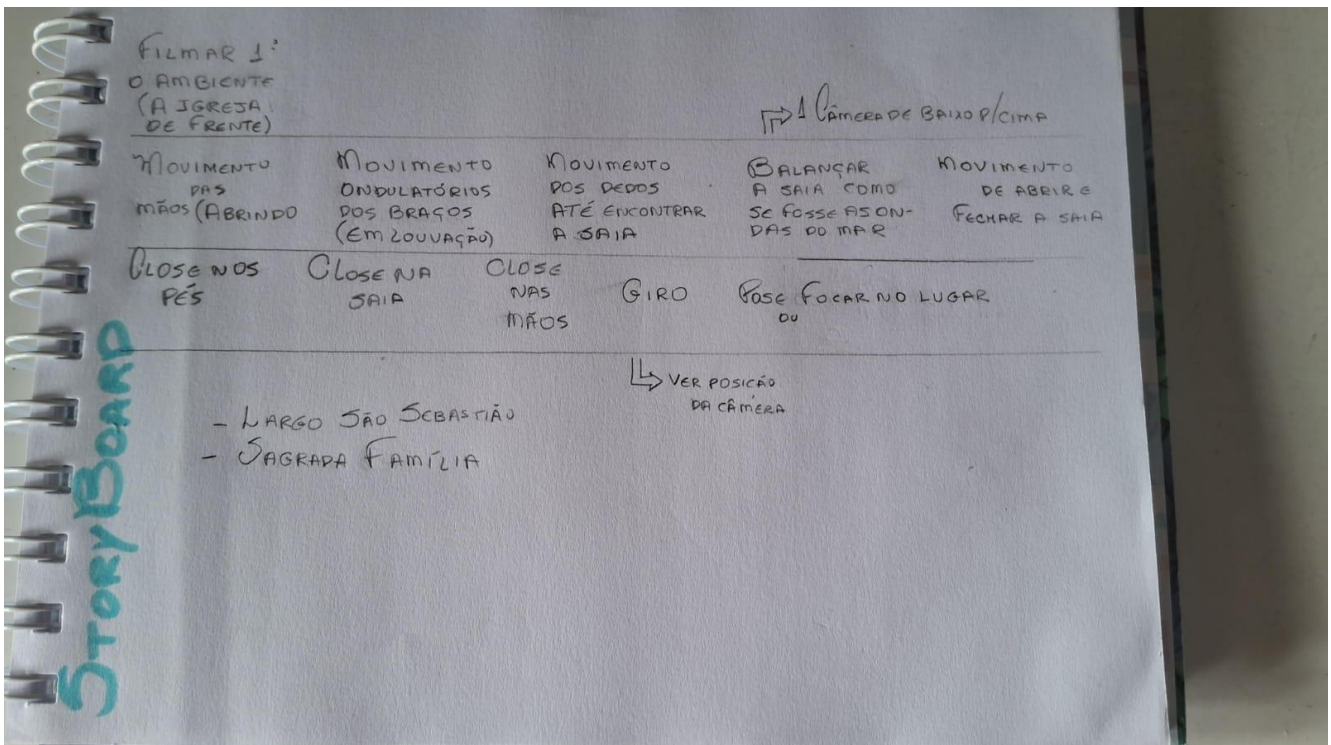 FILMAR 1º
O AMBIENTE
(A IGREJA
DE FRENTE)
1 CÂMERA DE BAIXO P/CIMA
MOVIMENTO
DAS
MÃOS (ABRINDO
MOVIMENTO
ONDULATÓRIOS
DOS BRAÇOS
(EM LOUVAÇÃO)
MOVIMENTO
DOS DEDOS
ATÉ ENCONTRAR
A SAIA
BALANÇAR
A SAIA COMO
SE FOSSE AS ON-
DAS DO MAR
MOVIMENTO
DE ABRIR E
FECHAR A SAIA
CLOSE NOS
PÉS
CLOSE NA
SAIA
CLOSE
NAS
MÃOS
GIRO
POSE FOCAR NO LUGAR
OU
VER POSICÃO
DA CÂMERA
- LARGO SÃO SEBASTIÃO
- SAGRADA FAMÍLIA
STORYBOARD